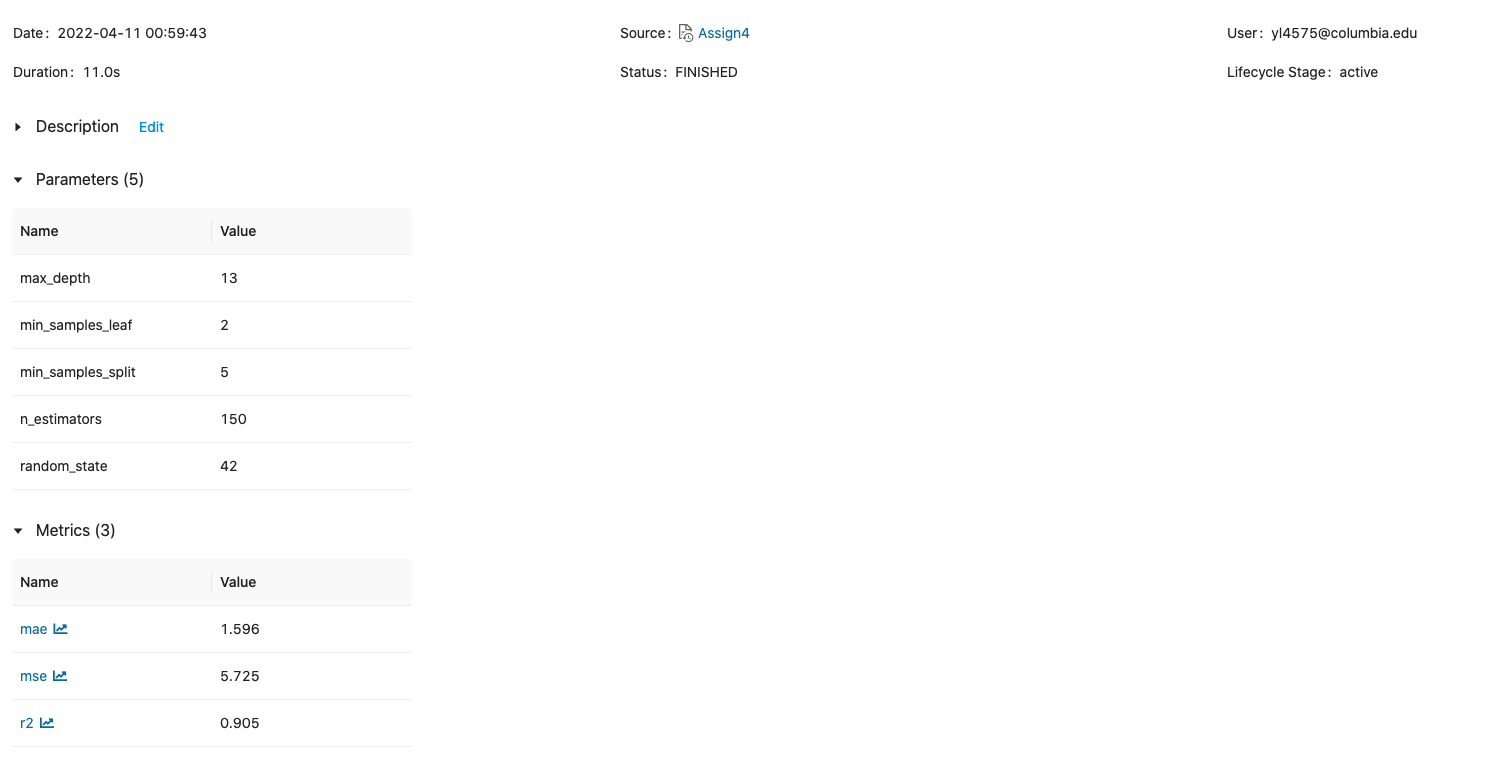 Date: 2022-04-11 00:59:43 Source: Assign4 User: yl4575@columbia.edu
Duration: 11.0s Status: FINISHED Lifecycle Stage: active
Description Edit
Parameters (5)
Name Value
max_depth 13
min_samples_leaf 2
min_samples_split 5
n_estimators 150
random_state 42
Metrics (3)
Name Value
mae 1.596
mse 5.725
r2 0.905